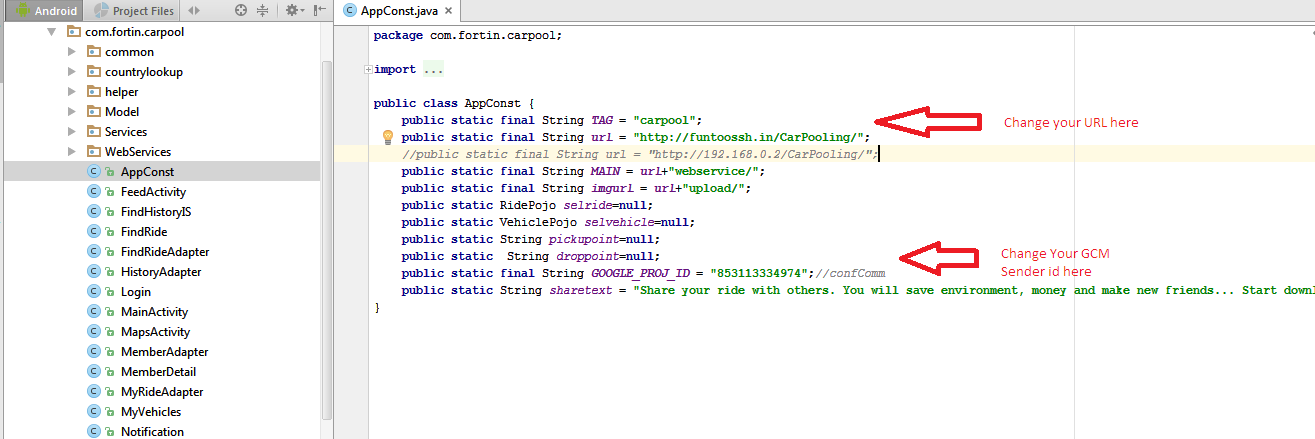 Android Project Files
AppConst.java
com.fortin.carpool
common
countrylookup
helper
Model
Services
WebServices
AppConst
FeedActivity
FindHistoryIS
FindRide
FindRideAdapter
HistoryAdapter
Login
MainActivity
MapsActivity
MemberAdapter
MemberDetail
MyRideAdapter
MyVehicles
Notification
package com.fortin.carpool;
import ...
public class AppConst {
public static final String TAG = "carpool";
public static final String url = "http://funtoossh.in/CarPooling/";
//public static final String url = "http://192.168.0.2/CarPooling/";
public static final String MAIN = url+"webservice/";
public static final String imgurl = url+"upload/";
public static RidePojo selride=null;
public static VehiclePojo selvehicle=null;
public static String pickupoint=null;
public static  String droppoint=null;
public static final String GOOGLE_PROJ_ID = "853113334974";//confComm
public static String sharetext = "Share your ride with others. You will save environment, money and make new friends... Start downl
}
Change your URL here
Change Your GCM
Sender id here